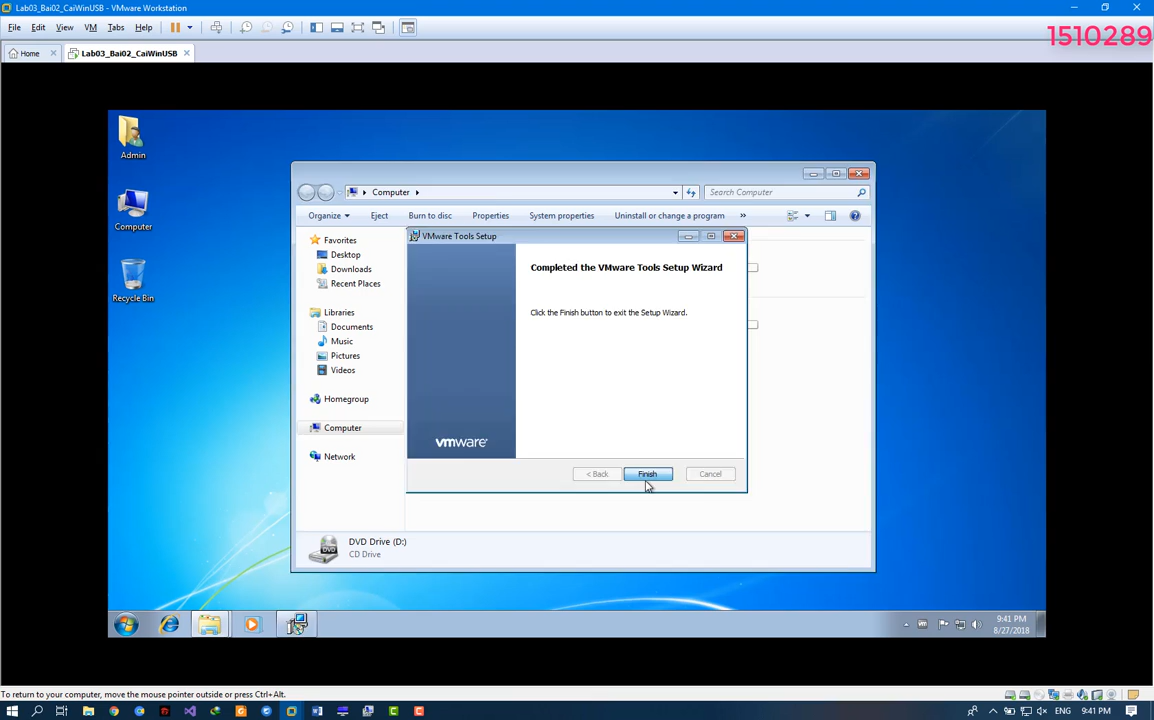 Lab03_Bai02_CaiWinUSB - VMware Workstation
File Edit View VM Tabs Help
1510289
Home Lab03_Bai02_CaiWinUSB
Admin
Computer
Recycle Bin
Computer
Search Computer
Organize Eject Burn to disc Properties System properties Uninstall or change a program »
Favorites
Desktop
Downloads
Recent Places
Libraries
Documents
Music
Pictures
Videos
Homegroup
Computer
Network
VMware Tools Setup
Completed the VMware Tools Setup Wizard
Click the Finish button to exit the Setup Wizard.
vmware
< Back Finish Cancel
DVD Drive (D:)
CD Drive
9:41 PM
8/27/2018
To return to your computer, move the mouse pointer outside or press Ctrl+Alt.
ENG 9:41 PM